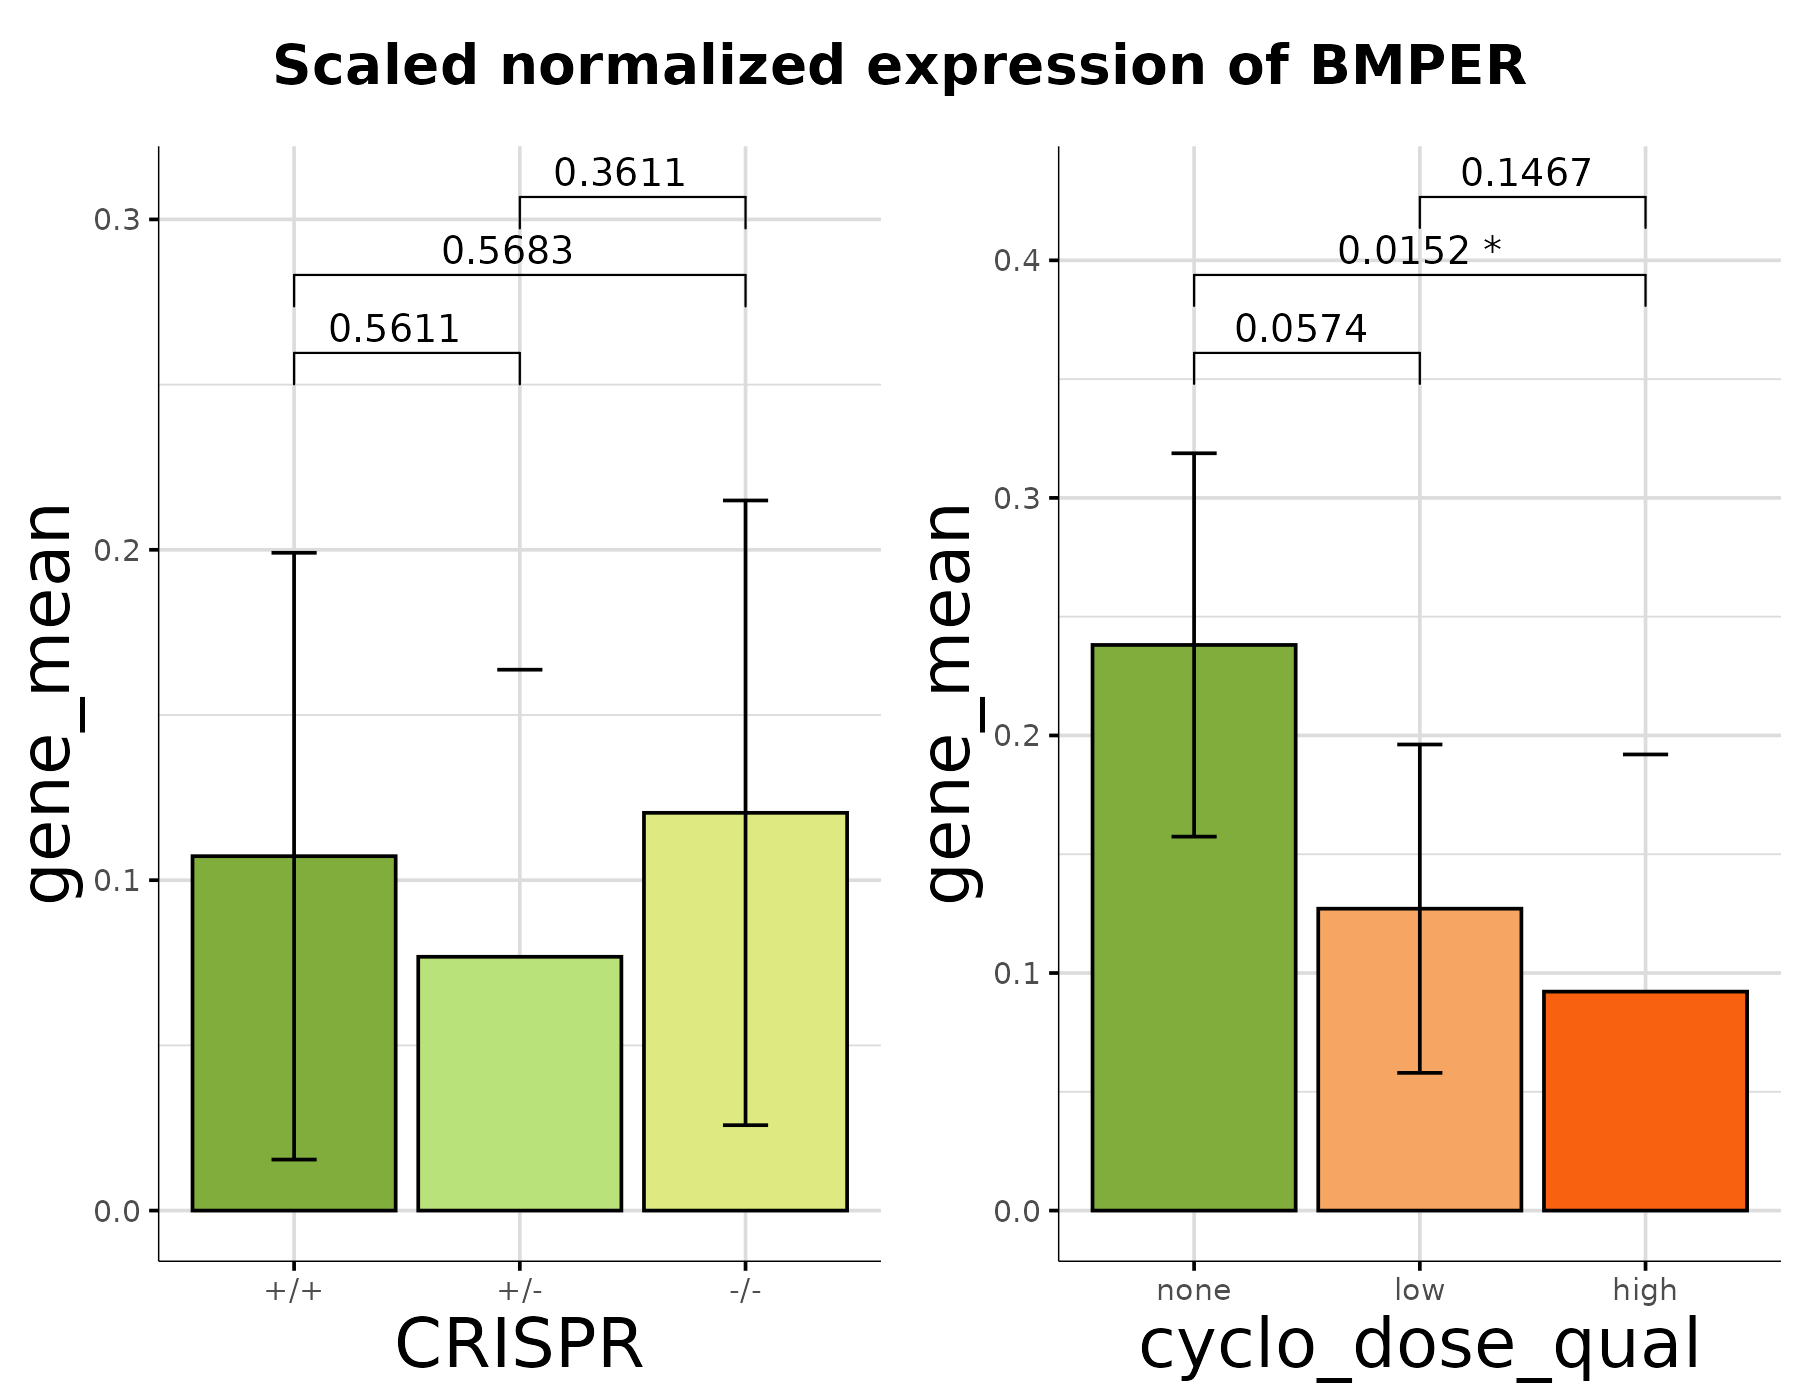 Scaled normalized expression of BMPER
gene_mean
0.3
0.2
0.1
0.0
0.3611
0.5683
0.5611
+/+ +/- -/-
CRISPR
gene_mean
0.4
0.3
0.2
0.1
0.0
0.1467
0.0152 *
0.0574
none low high
cyclo_dose_qual